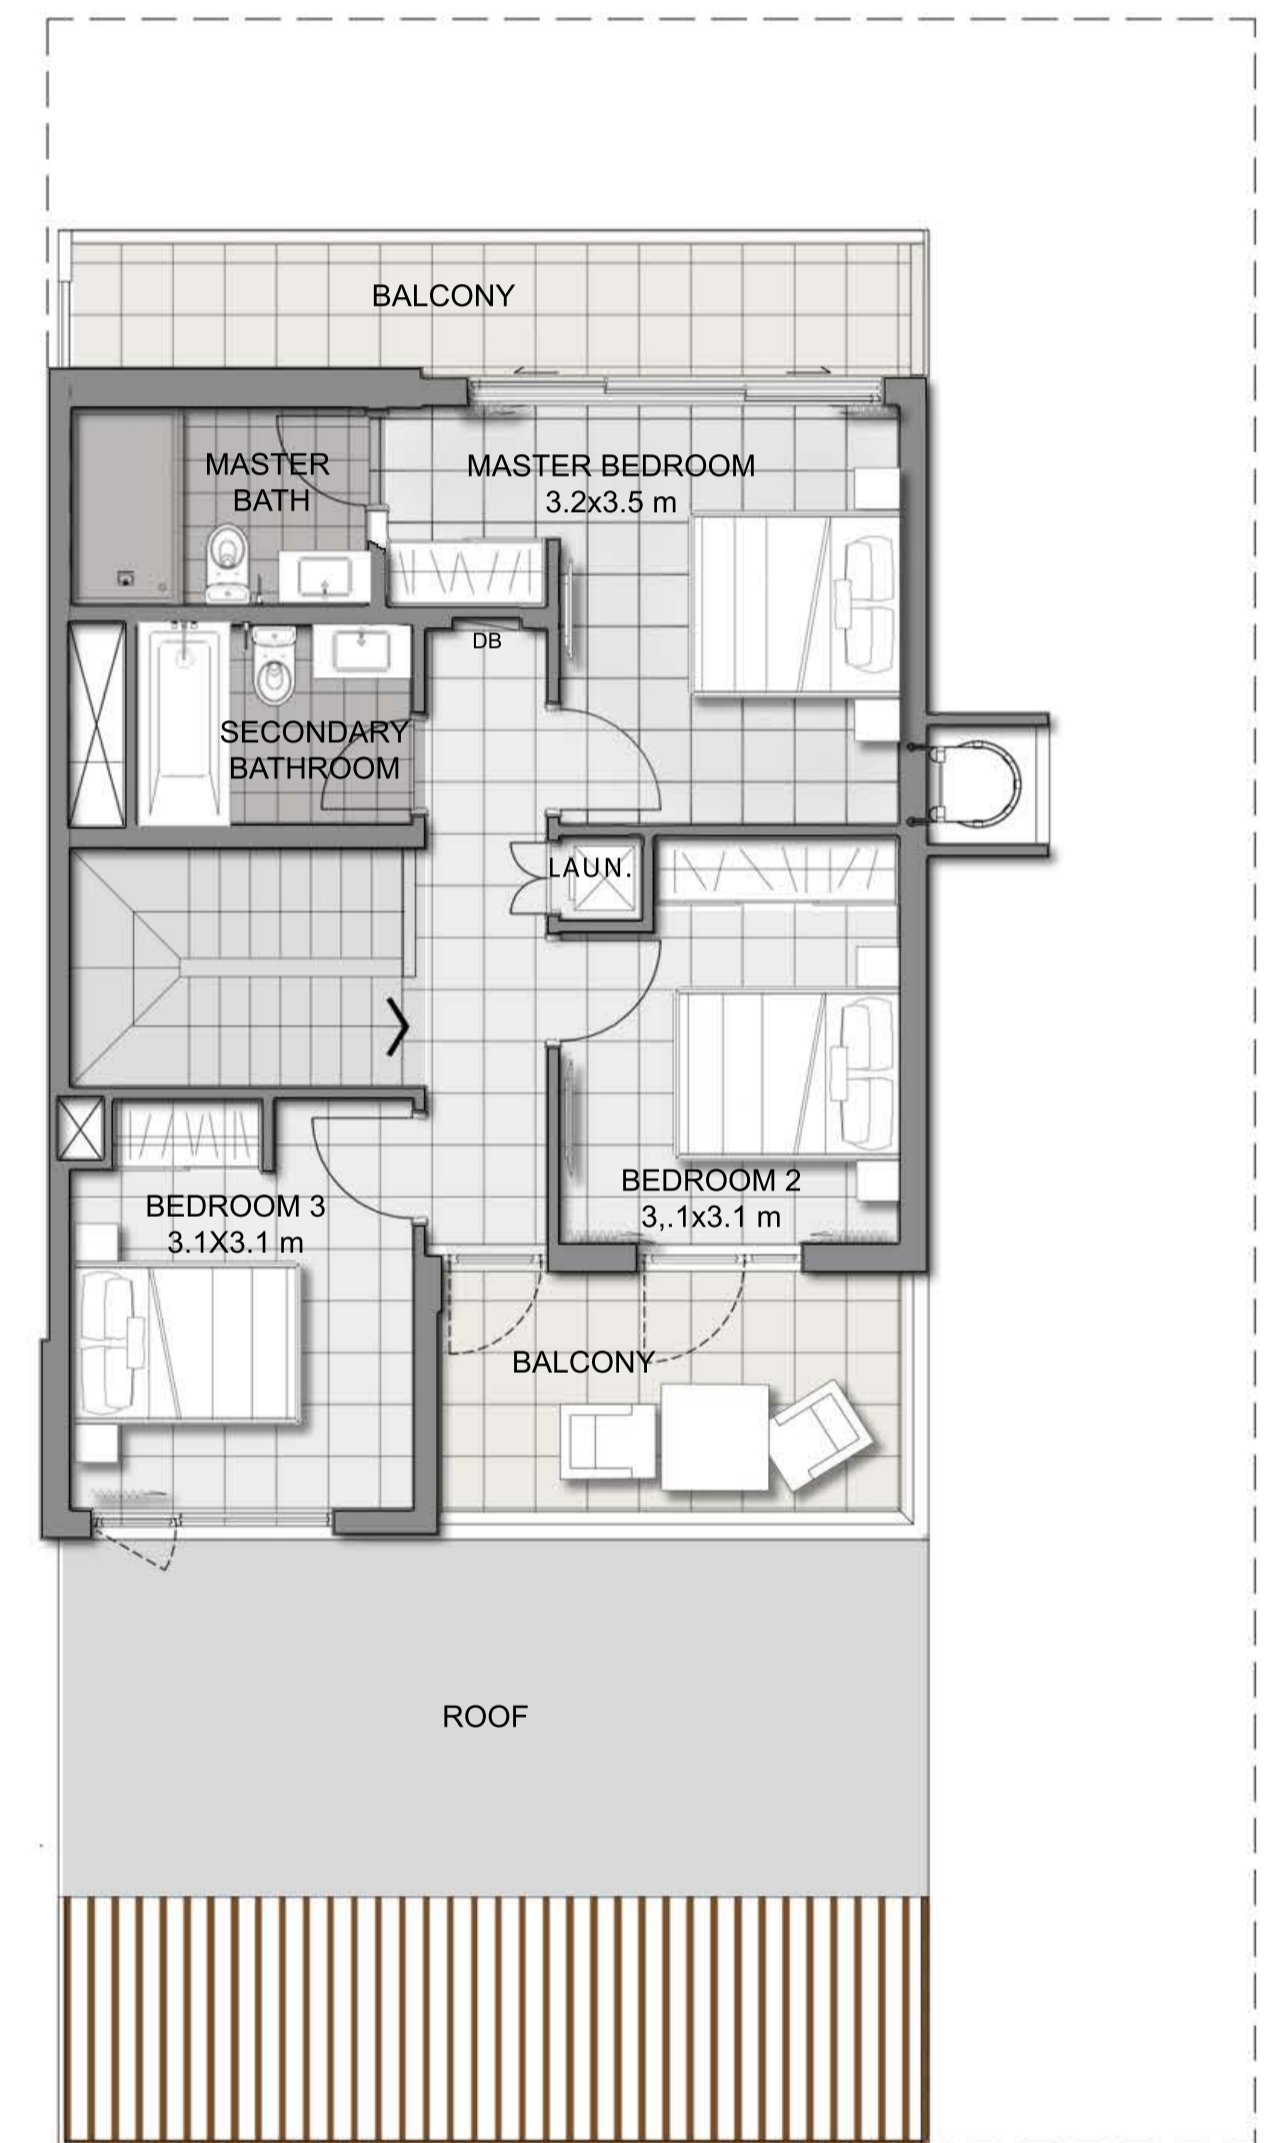 BALCONY
MASTER
BATH
MASTER BEDROOM
3.2x3.5 m
DB
SECONDARY
BATHROOM
LAUN.
BEDROOM 2
3,.1x3.1 m
BEDROOM 3
3.1X3.1 m
BALCONY
ROOF